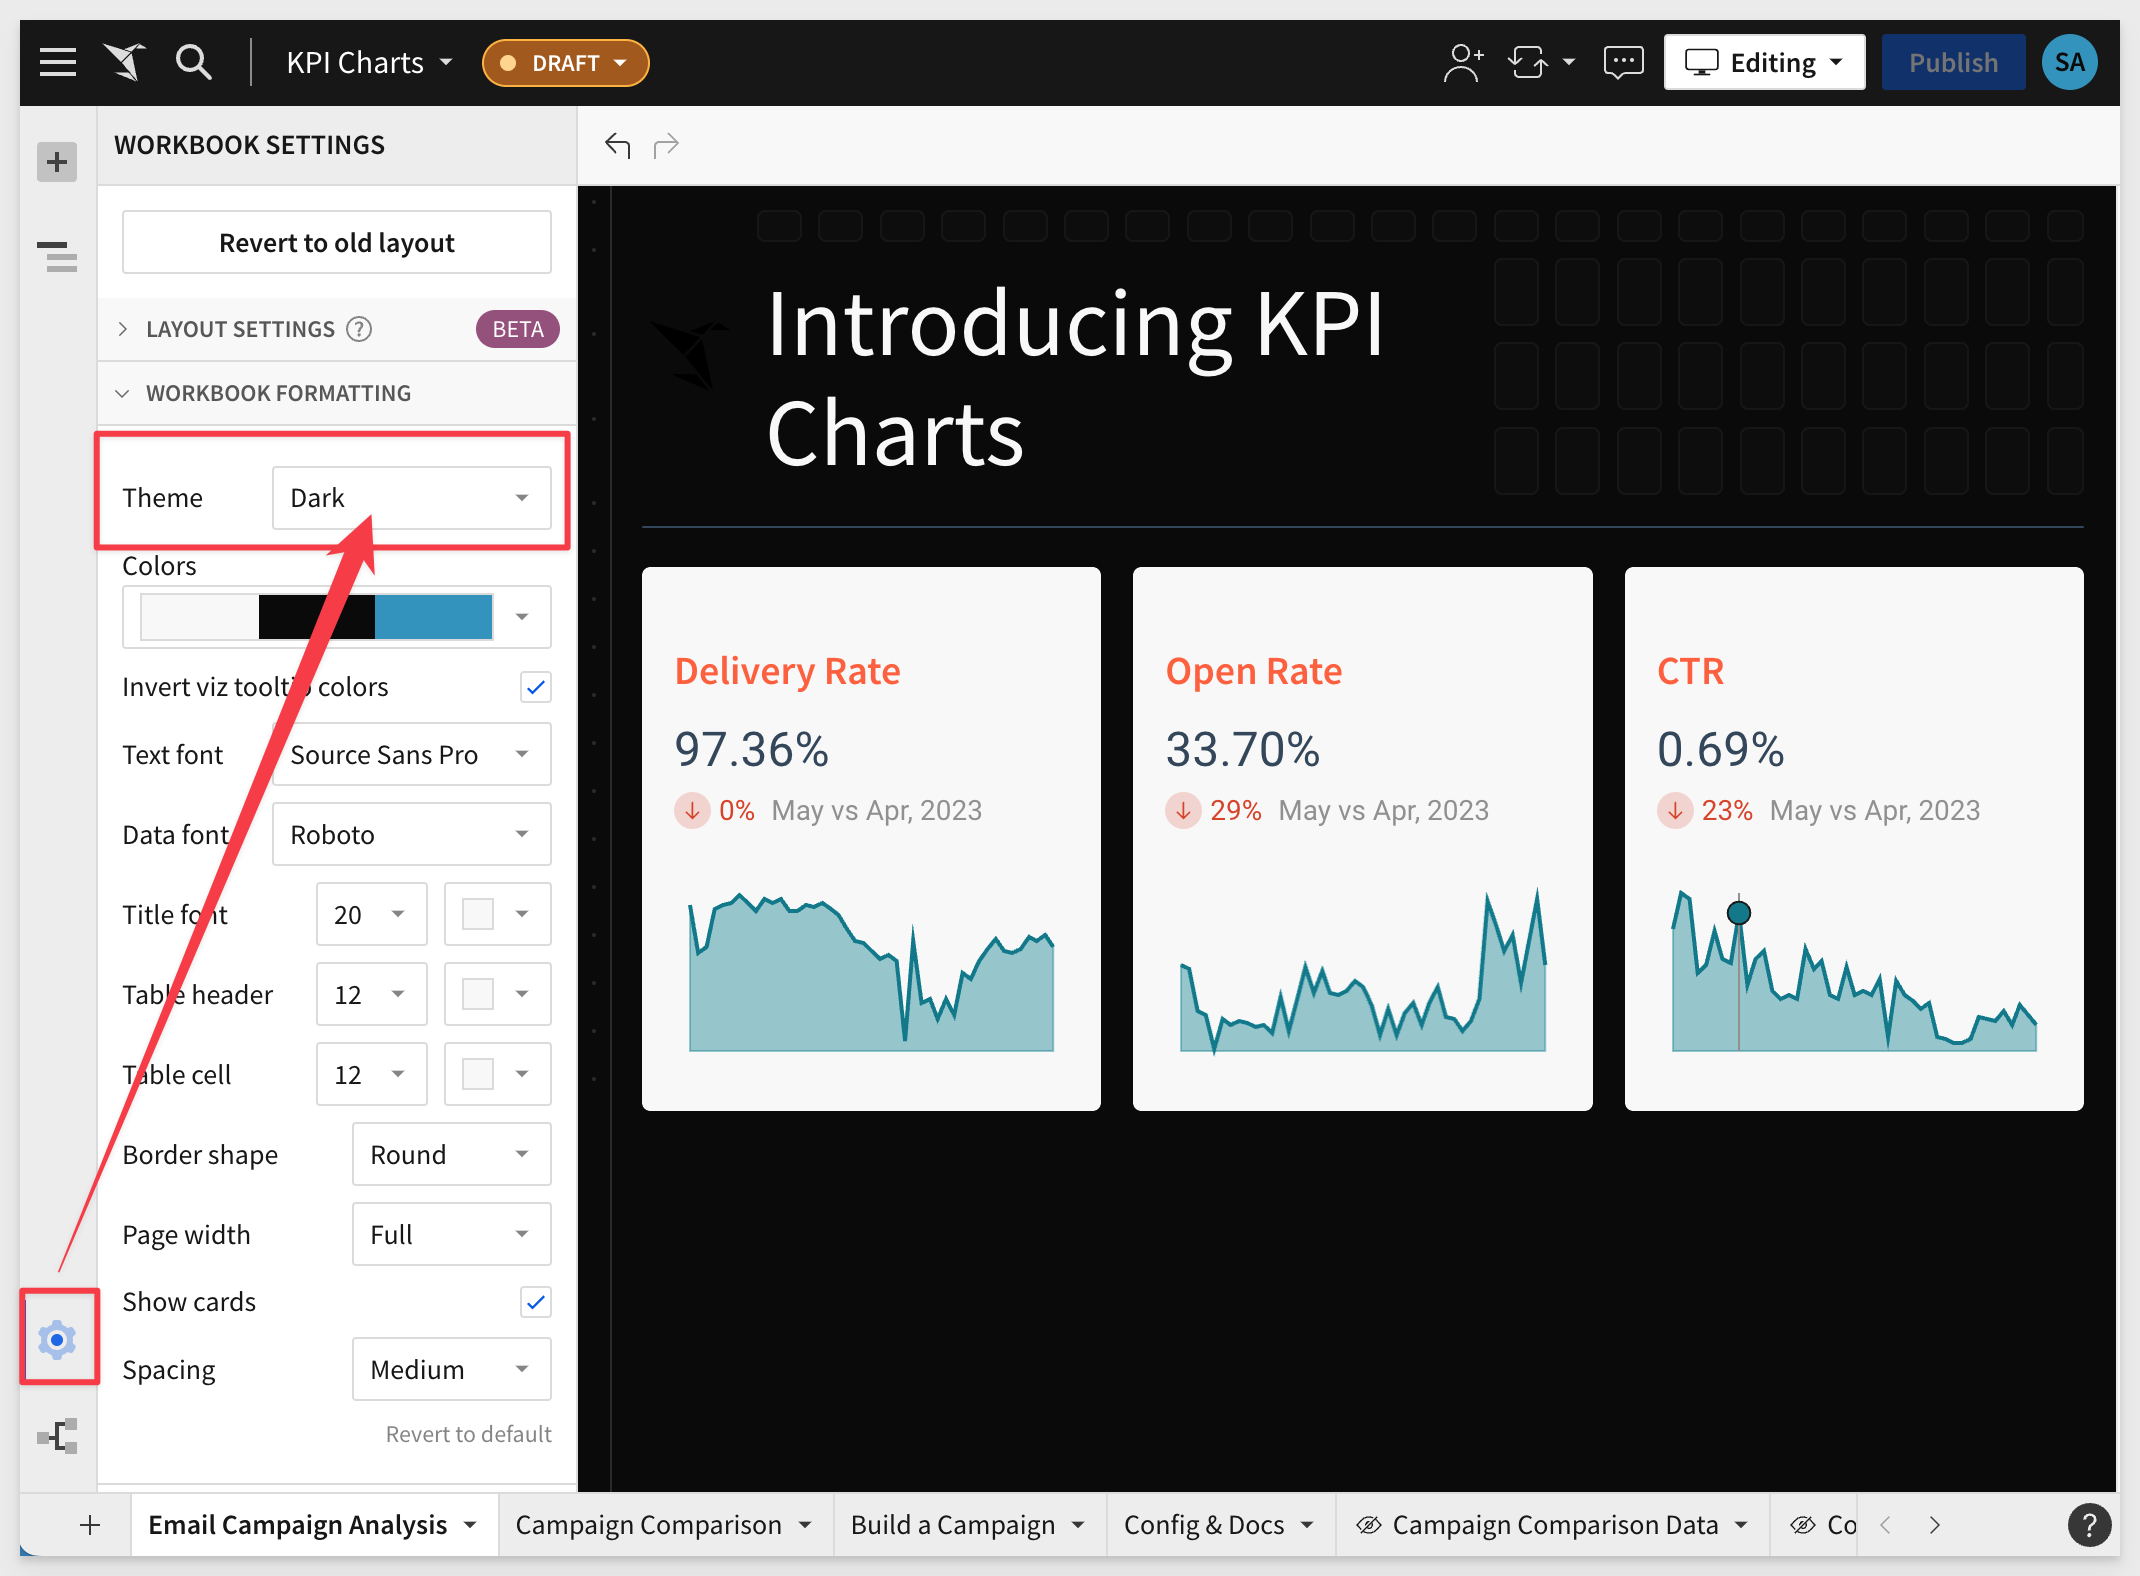 KPI Charts
DRAFT
Editing
Publish
SA
WORKBOOK SETTINGS
Revert to old layout
LAYOUT SETTINGS ?
BETA
WORKBOOK FORMATTING
Theme
Dark
Colors
Invert viz tooltip colors
Text font
Source Sans Pro
Data font
Roboto
Title font
20
Table header
12
Table cell
12
Border shape
Round
Page width
Full
Show cards
Spacing
Medium
Revert to default
Introducing KPI
Charts
Delivery Rate
97.36%
0% May vs Apr, 2023
Open Rate
33.70%
29% May vs Apr, 2023
CTR
0.69%
23% May vs Apr, 2023
Email Campaign Analysis
Campaign Comparison
Build a Campaign
Config & Docs
Campaign Comparison Data
Co
?